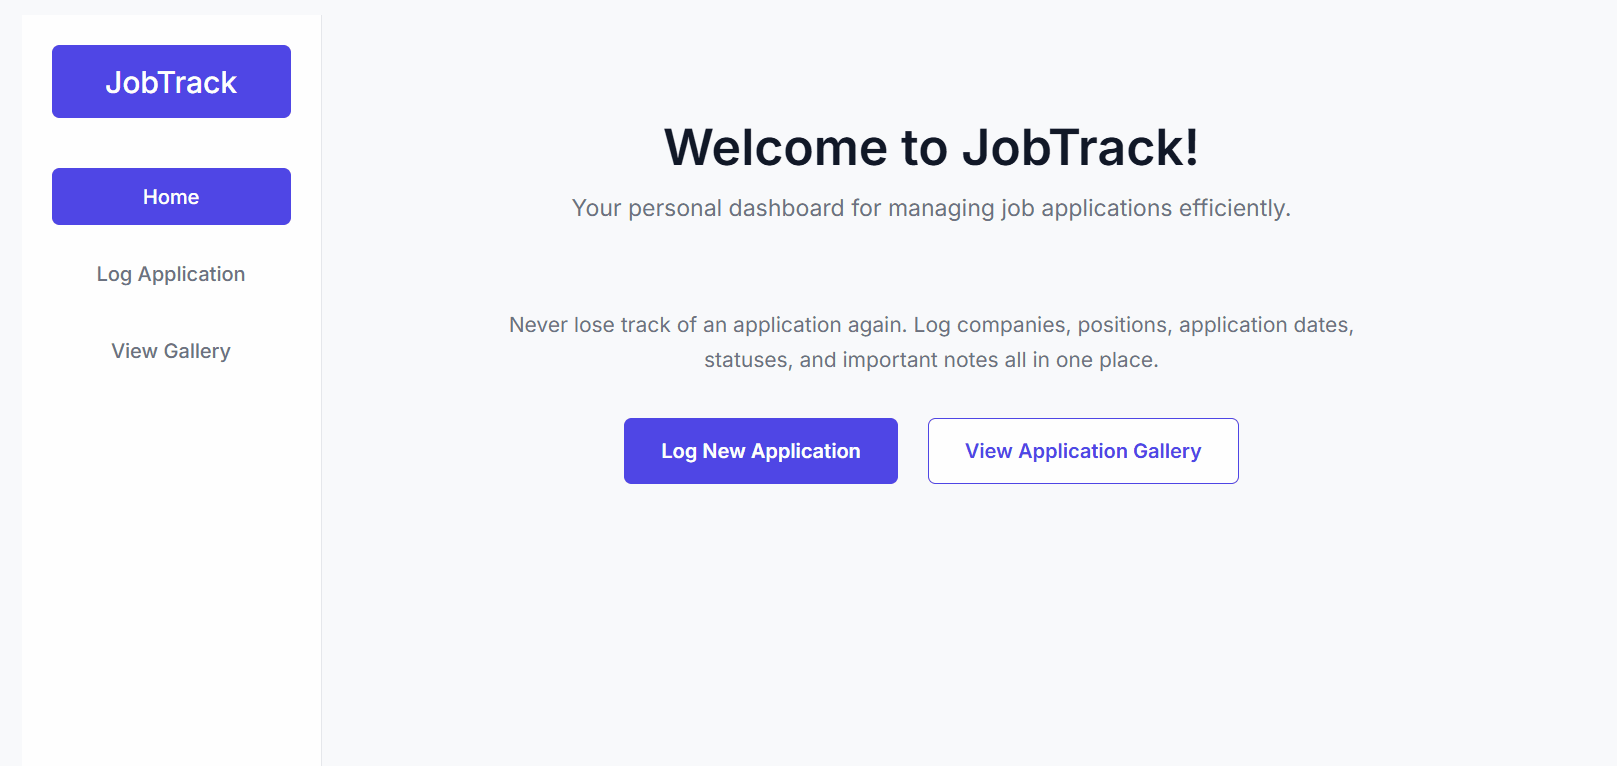 JobTrack
Home
Log Application
View Gallery
Welcome to JobTrack!
Your personal dashboard for managing job applications efficiently.
Never lose track of an application again. Log companies, positions, application dates,
statuses, and important notes all in one place.
Log New Application
View Application Gallery